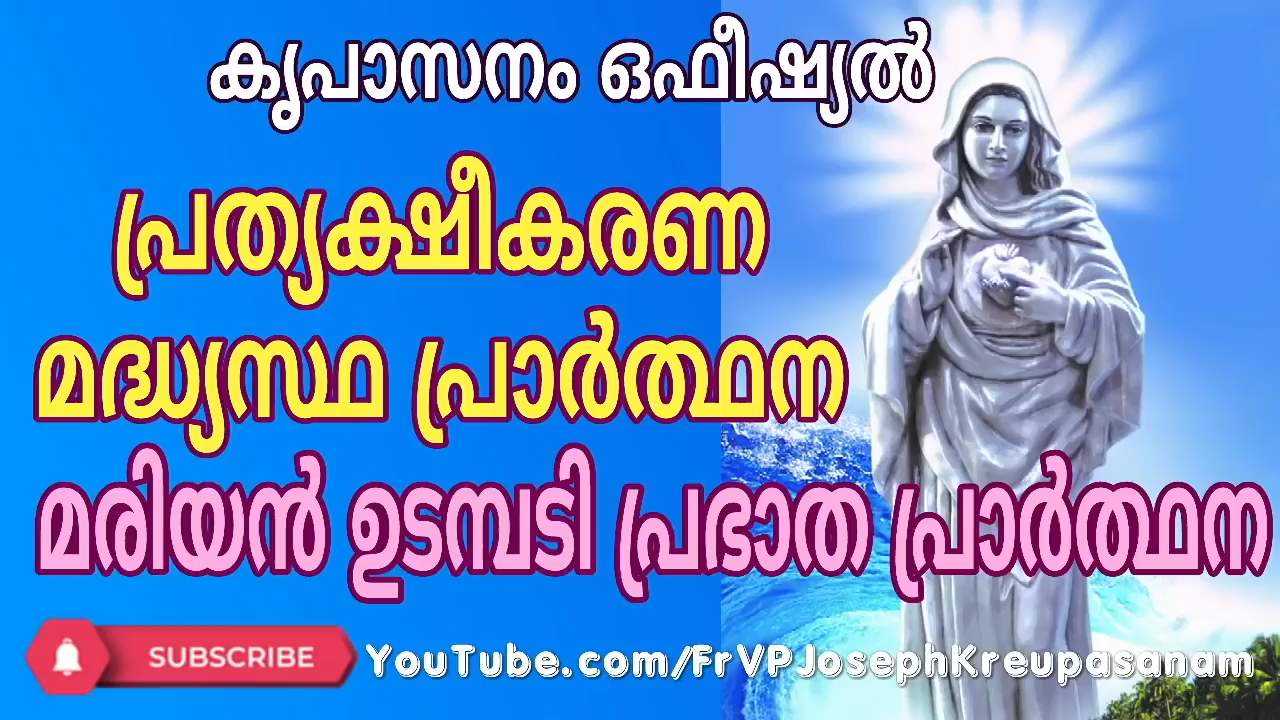 കൃപാസനം ഒഫീഷ്യൽ
പ്രത്യക്ഷീകരണ
മദ്ധ്യസ്ഥ പ്രാർത്ഥന
മരിയൻ ഉടമ്പടി പ്രഭാത പ്രാർത്ഥന
SUBSCRIBE YouTube.com/FrVPJosephKreupasanam